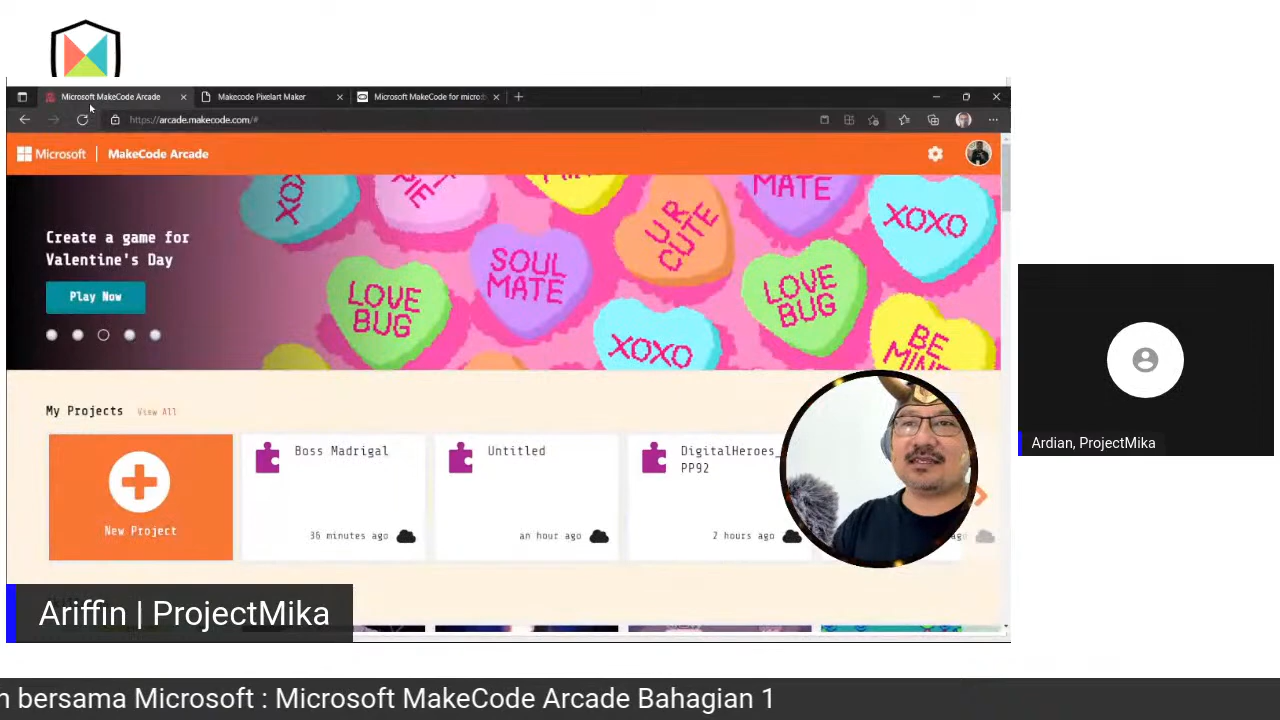 Microsoft MakeCode Arcade
Makecode Pixelart Maker
Microsoft MakeCode for micro:b
https://arcade.makecode.com/#
Microsoft | MakeCode Arcade
XOXO
MATE
XOXO
U R
CUTE
SOUL
MATE
LOVE
BUG
LOVE
BUG
XOXO
BE
Create a game for
Valentine's Day
Play Now
My Projects View All
New Project
Boss Madrigal
36 minutes ago
Untitled
an hour ago
DigitalHeroes_
PP92
2 hours ago
Ariffin | ProjectMika
Ardian, ProjectMika
n bersama Microsoft : Microsoft MakeCode Arcade Bahagian 1